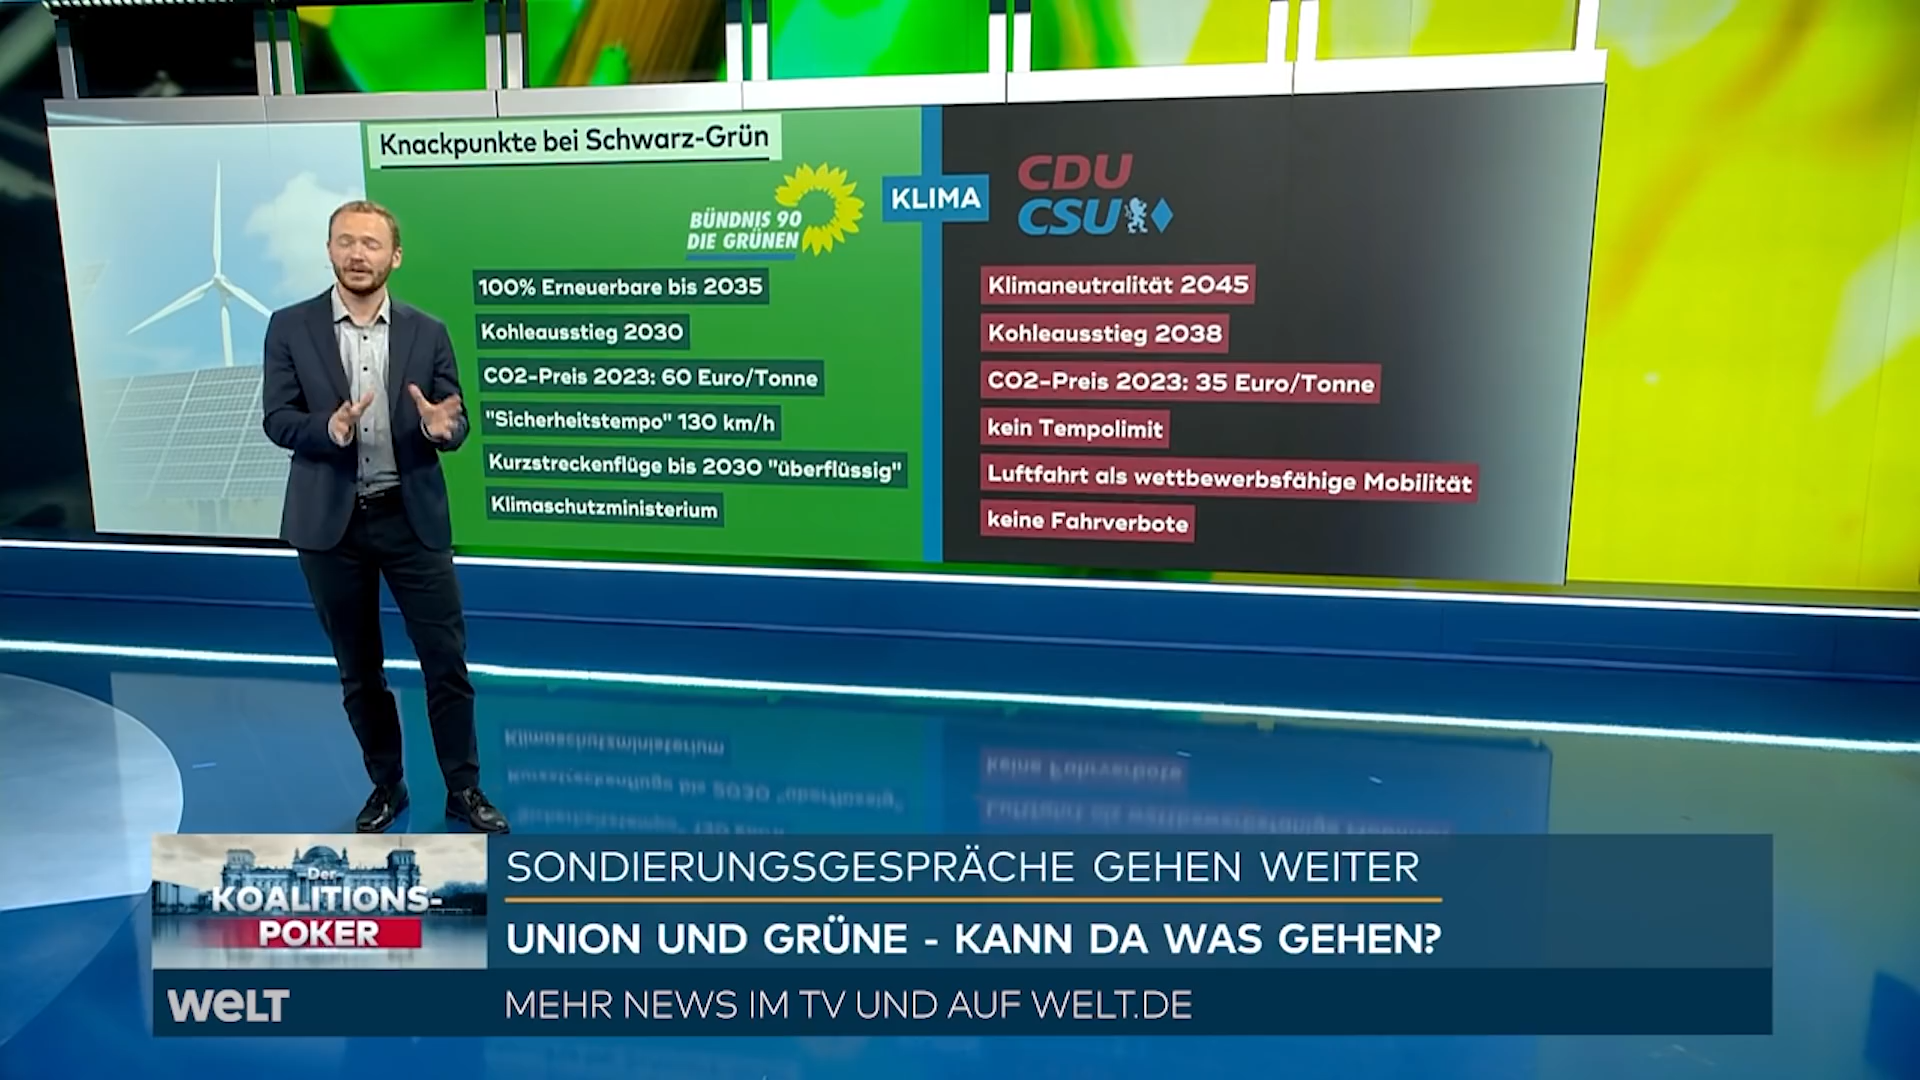 Knackpunkte bei Schwarz-Grün
BÜNDNIS 90
DIE GRÜNEN
KLIMA
CDU
CSU
100% Erneuerbare bis 2035
Kohleausstieg 2030
CO2-Preis 2023: 60 Euro/Tonne
"Sicherheitstempo" 130 km/h
Kurzstreckenflüge bis 2030 "überflüssig"
Klimaschutzministerium
Klimaneutralität 2045
Kohleausstieg 2038
CO2-Preis 2023: 35 Euro/Tonne
kein Tempolimit
Luftfahrt als wettbewerbsfähige Mobilität
keine Fahrverbote
Der
KOALITIONS-
POKER
SONDIERUNGSGESPRÄCHE GEHEN WEITER
UNION UND GRÜNE - KANN DA WAS GEHEN?
WELT
MEHR NEWS IM TV UND AUF WELT.DE